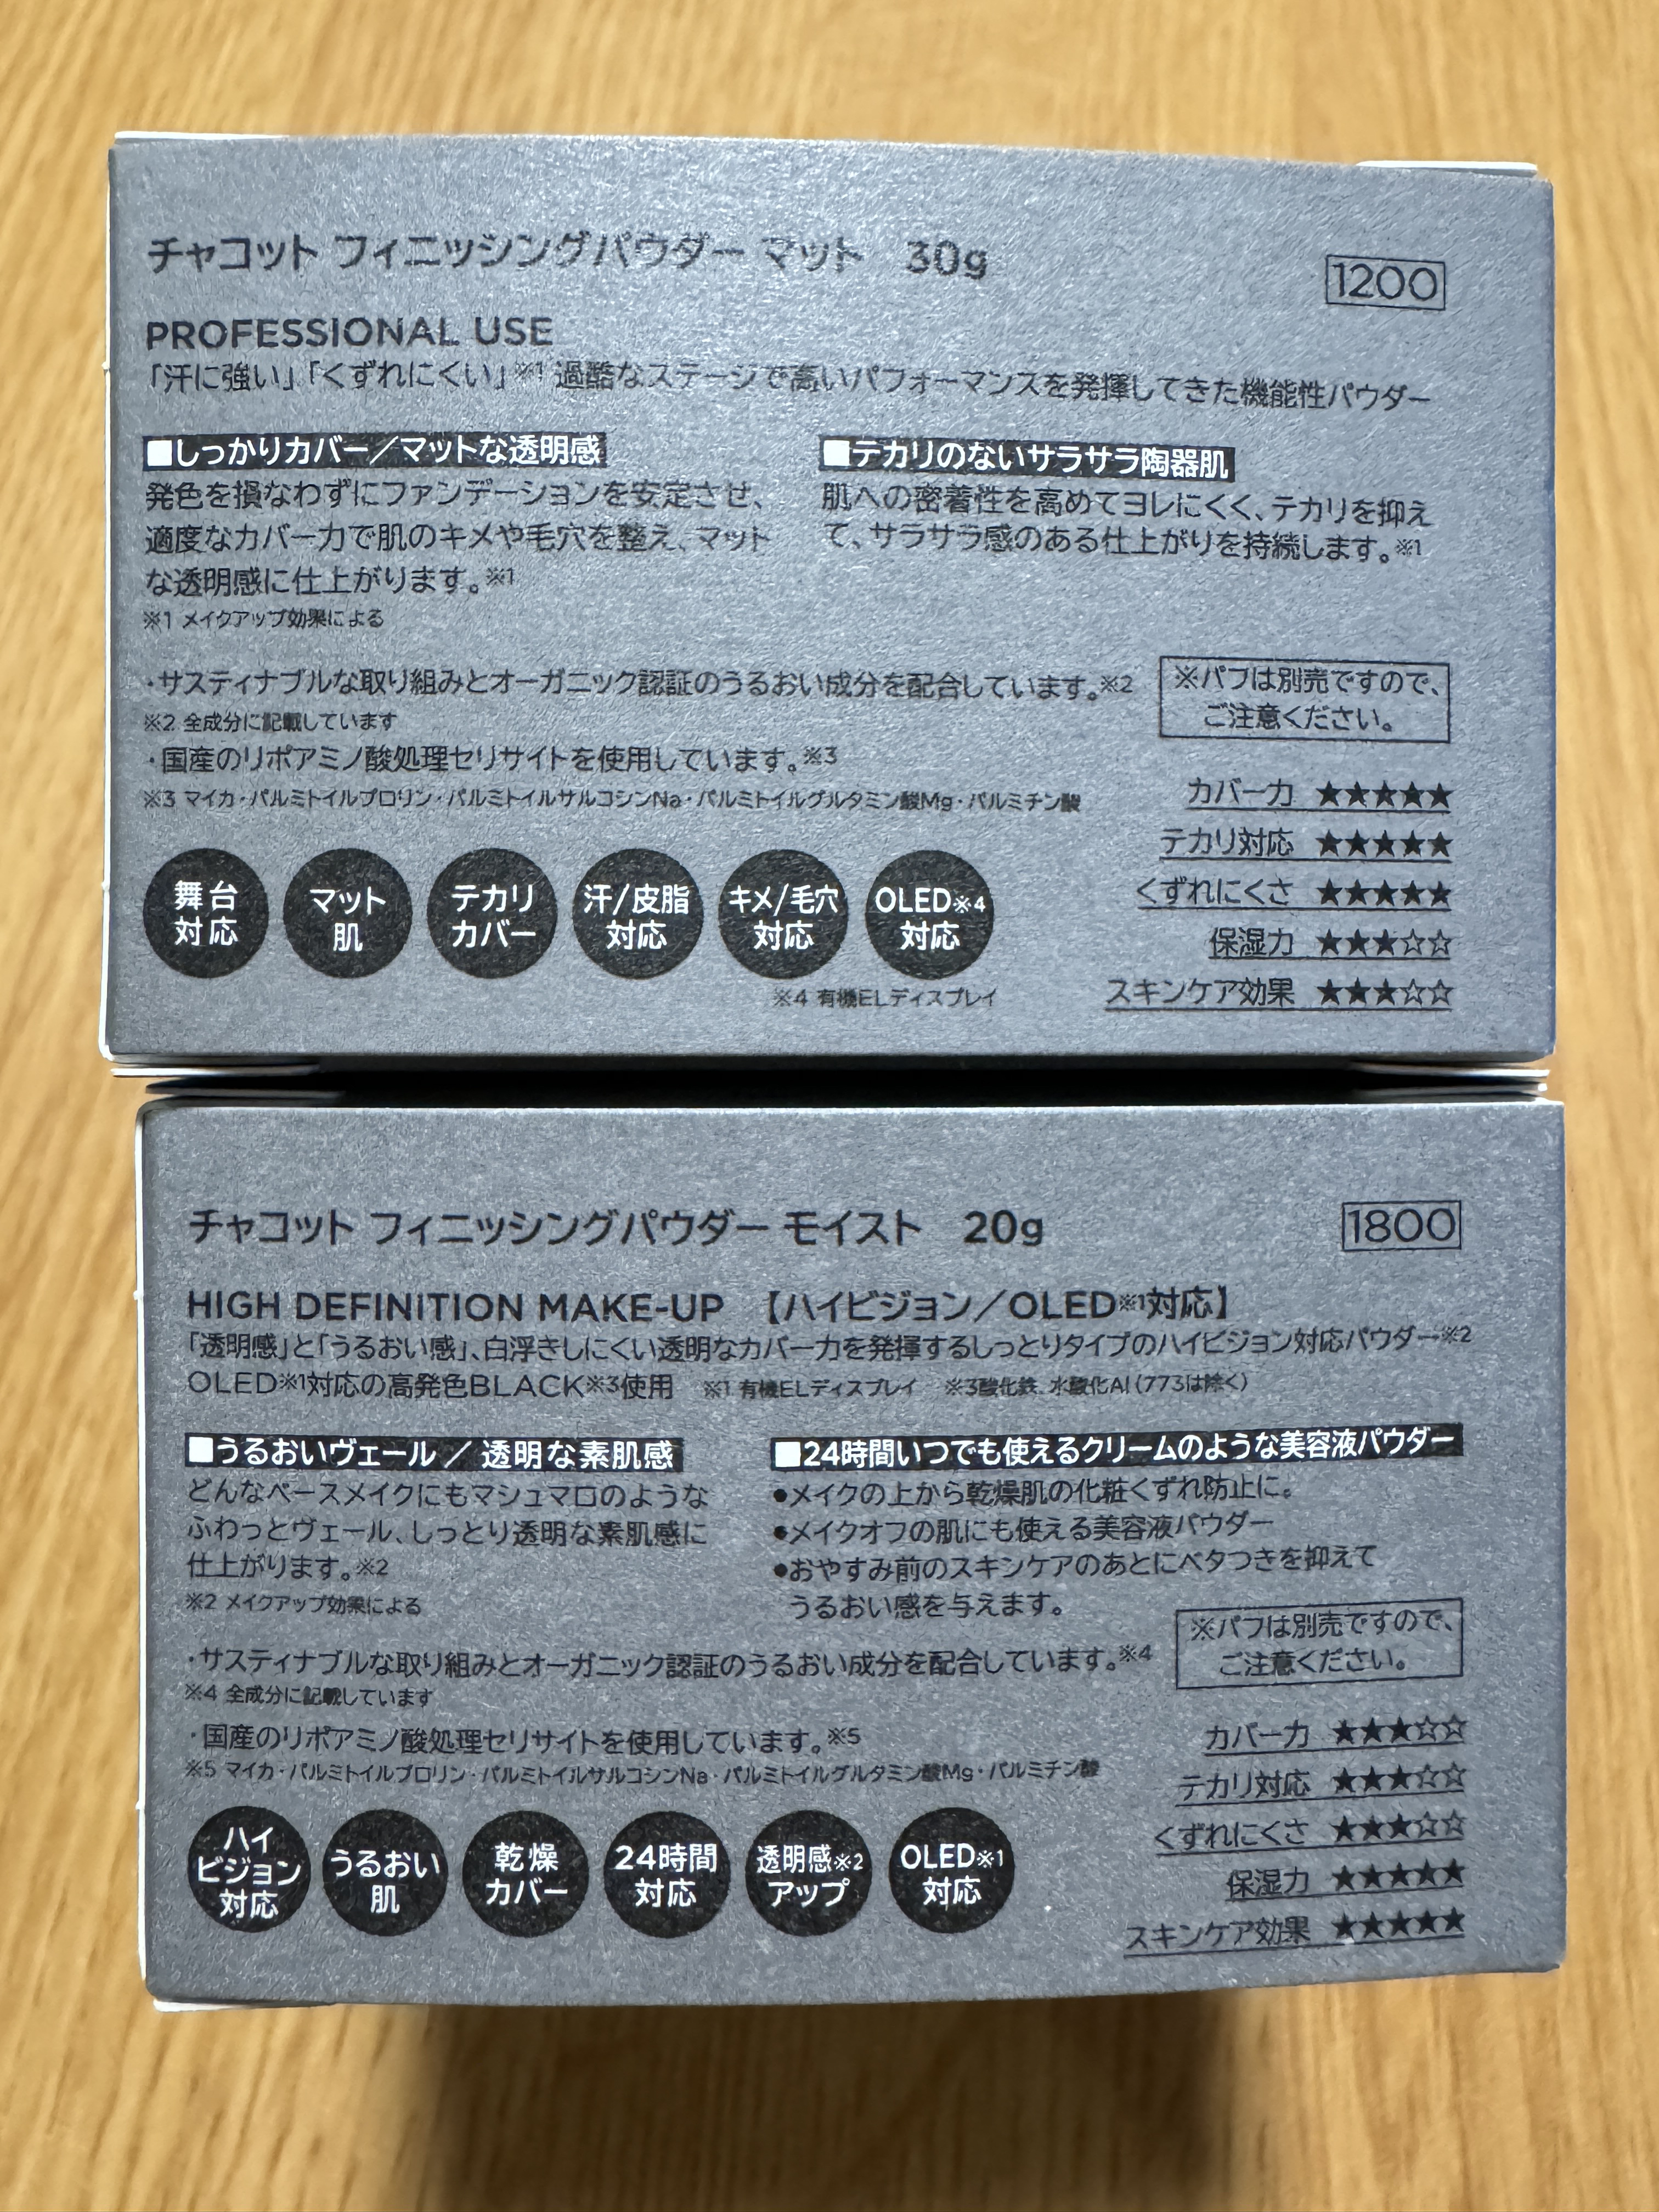 チャコット フィニッシングパウダー マット 30g
1200
PROFESSIONAL USE
「汗に強い」「くずれにくい」※1 過酷なステージで高いパフォーマンスを発揮してきた機能性パウダー
■しっかりカバー／マットな透明感
発色を損なわずにファンデーションを安定させ、
適度なカバー力で肌のキメや毛穴を整え、マット
な透明感に仕上がります。※1
※1 メイクアップ効果による
■テカリのないサラサラ陶器肌
肌への密着性を高めてヨレにくく、テカリを抑え
て、サラサラ感のある仕上がりを持続します。※1
・サスティナブルな取り組みとオーガニック認証のうるおい成分を配合しています。※2
※2 全成分に記載しています
・国産のリポアミノ酸処理セリサイトを使用しています。※3
※3 マイカ・パルミトイルプロリン・パルミトイルサルコシンNa・パルミトイルグルタミン酸Mg・パルミチン酸
※パフは別売ですので、
ご注意ください。
カバー力 ★★★★★
テカリ対応 ★★★★★
くずれにくさ ★★★★★
保湿力 ★★★☆☆
スキンケア効果 ★★★☆☆
舞台
対応
マット
肌
テカリ
カバー
汗/皮脂
対応
キメ/毛穴
対応
OLED※4
対応
※4 有機ELディスプレイ
チャコット フィニッシングパウダー モイスト 20g
1800
HIGH DEFINITION MAKE-UP 【ハイビジョン／OLED※1対応】
「透明感」と「うるおい感」、白浮きしにくい透明なカバー力を発揮するしっとりタイプのハイビジョン対応パウダー※2
OLED※1対応の高発色BLACK※3使用 ※1 有機ELディスプレイ ※3酸化鉄、水酸化Al（773は除く）
■うるおいヴェール ／ 透明な素肌感
どんなベースメイクにもマシュマロのような
ふわっとヴェール、しっとり透明な素肌感に
仕上がります。※2
※2 メイクアップ効果による
■24時間いつでも使えるクリームのような美容液パウダー
●メイクの上から乾燥肌の化粧くずれ防止に。
●メイクオフの肌にも使える美容液パウダー
●おやすみ前のスキンケアのあとにベタつきを抑えて
うるおい感を与えます。
・サスティナブルな取り組みとオーガニック認証のうるおい成分を配合しています。※4
※4 全成分に記載しています
・国産のリポアミノ酸処理セリサイトを使用しています。※5
※5 マイカ・パルミトイルプロリン・パルミトイルサルコシンNa・パルミトイルグルタミン酸Mg・パルミチン酸
※パフは別売ですので、
ご注意ください。
カバー力 ★★★☆☆
テカリ対応 ★★★☆☆
くずれにくさ ★★★☆☆
保湿力 ★★★★★
スキンケア効果 ★★★★★
ハイ
ビジョン
対応
うるおい
肌
乾燥
カバー
24時間
対応
透明感※2
アップ
OLED※1
対応